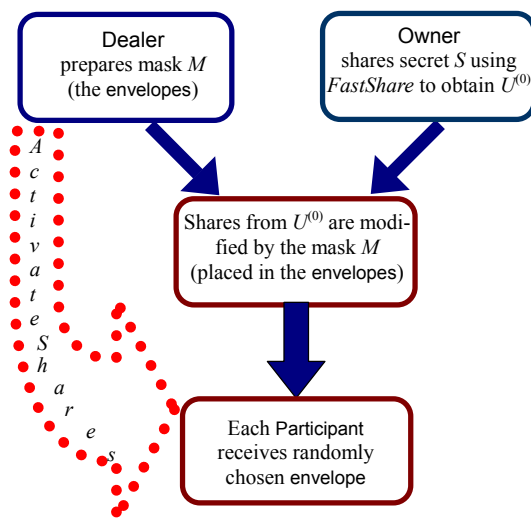 Dealer
prepares mask M
(the envelopes)
Owner
shares secret S using
FastShare to obtain U⁽⁰⁾
Shares from U⁽⁰⁾ are modi-
fied by the mask M
(placed in the envelopes)
Each Participant
receives randomly
chosen envelope
ActivateShares